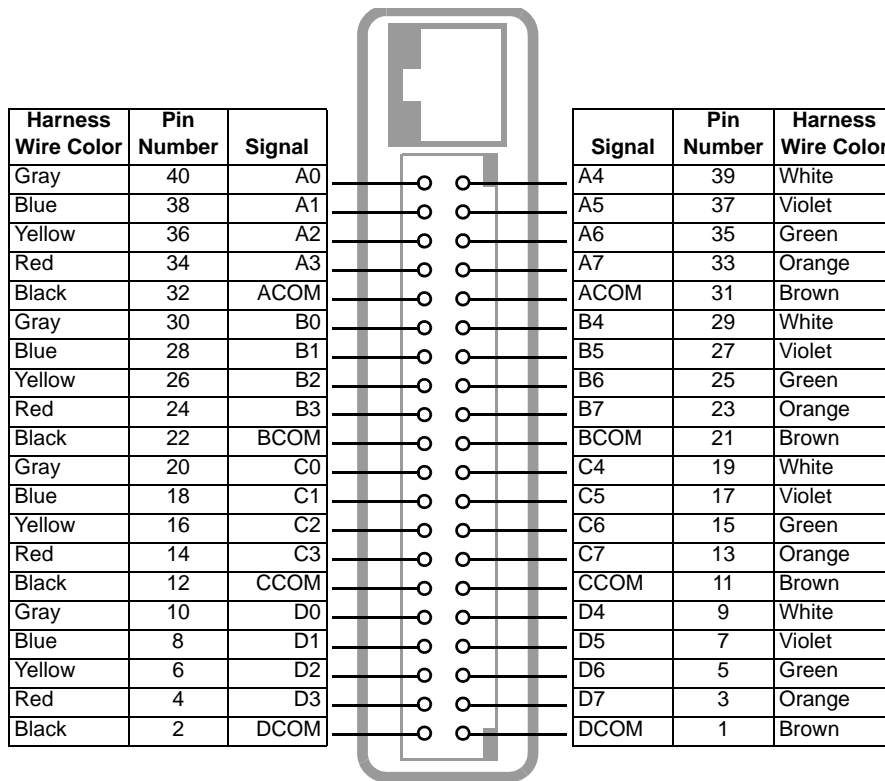 Harness Wire Color Pin Number Signal Signal Pin Number Harness Wire Color
Gray 40 A0 A4 39 White
Blue 38 A1 A5 37 Violet
Yellow 36 A2 A6 35 Green
Red 34 A3 A7 33 Orange
Black 32 ACOM ACOM 31 Brown
Gray 30 B0 B4 29 White
Blue 28 B1 B5 27 Violet
Yellow 26 B2 B6 25 Green
Red 24 B3 B7 23 Orange
Black 22 BCOM BCOM 21 Brown
Gray 20 C0 C4 19 White
Blue 18 C1 C5 17 Violet
Yellow 16 C2 C6 15 Green
Red 14 C3 C7 13 Orange
Black 12 CCOM CCOM 11 Brown
Gray 10 D0 D4 9 White
Blue 8 D1 D5 7 Violet
Yellow 6 D2 D6 5 Green
Red 4 D3 D7 3 Orange
Black 2 DCOM DCOM 1 Brown